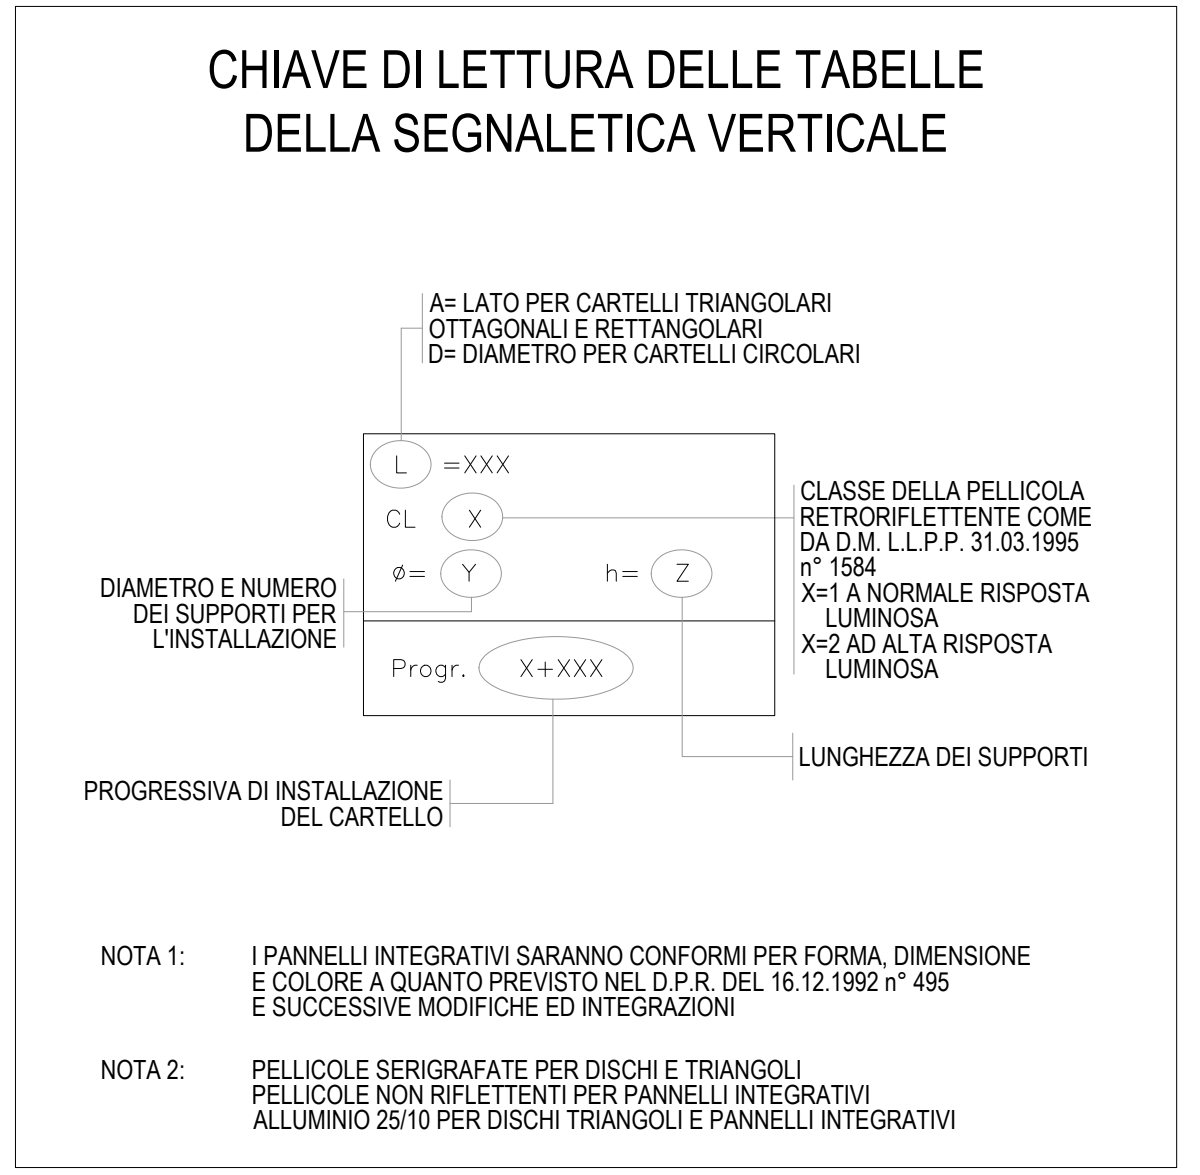 CHIAVE DI LETTURA DELLE TABELLE
DELLA SEGNALETICA VERTICALE
A= LATO PER CARTELLI TRIANGOLARI
OTTAGONALI E RETTANGOLARI
D= DIAMETRO PER CARTELLI CIRCOLARI
L =XXX
CL X
ø= Y h= Z
Progr. X+XXX
CLASSE DELLA PELLICOLA
RETRORIFLETTENTE COME
DA D.M. L.L.P.P. 31.03.1995
n° 1584
X=1 A NORMALE RISPOSTA
LUMINOSA
X=2 AD ALTA RISPOSTA
LUMINOSA
DIAMETRO E NUMERO
DEI SUPPORTI PER
L'INSTALLAZIONE
LUNGHEZZA DEI SUPPORTI
PROGRESSIVA DI INSTALLAZIONE
DEL CARTELLO
NOTA 1: I PANNELLI INTEGRATIVI SARANNO CONFORMI PER FORMA, DIMENSIONE
E COLORE A QUANTO PREVISTO NEL D.P.R. DEL 16.12.1992 n° 495
E SUCCESSIVE MODIFICHE ED INTEGRAZIONI
NOTA 2: PELLICOLE SERIGRAFATE PER DISCHI E TRIANGOLI
PELLICOLE NON RIFLETTENTI PER PANNELLI INTEGRATIVI
ALLUMINIO 25/10 PER DISCHI TRIANGOLI E PANNELLI INTEGRATIVI